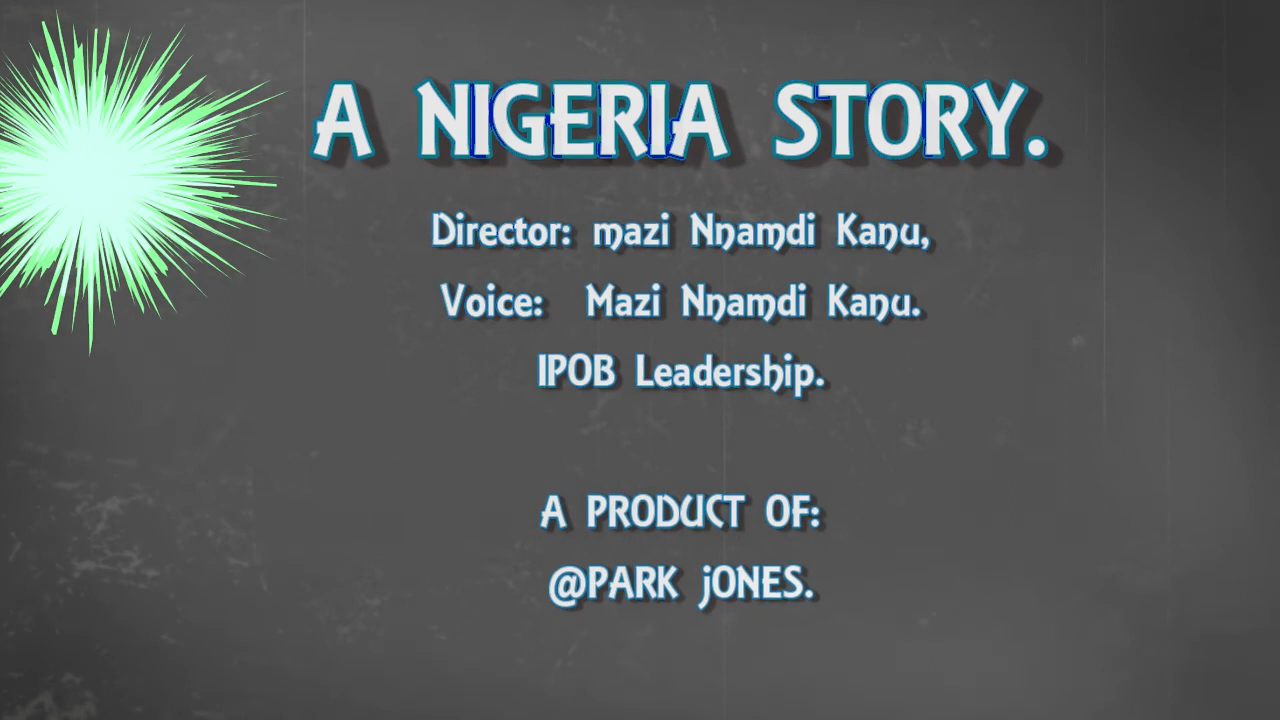 A NIGERIA STORY.
Director: mazi Nnamdi Kanu,
Voice: Mazi Nnamdi Kanu.
IPOB Leadership.
A PRODUCT OF:
@PARK jONES.